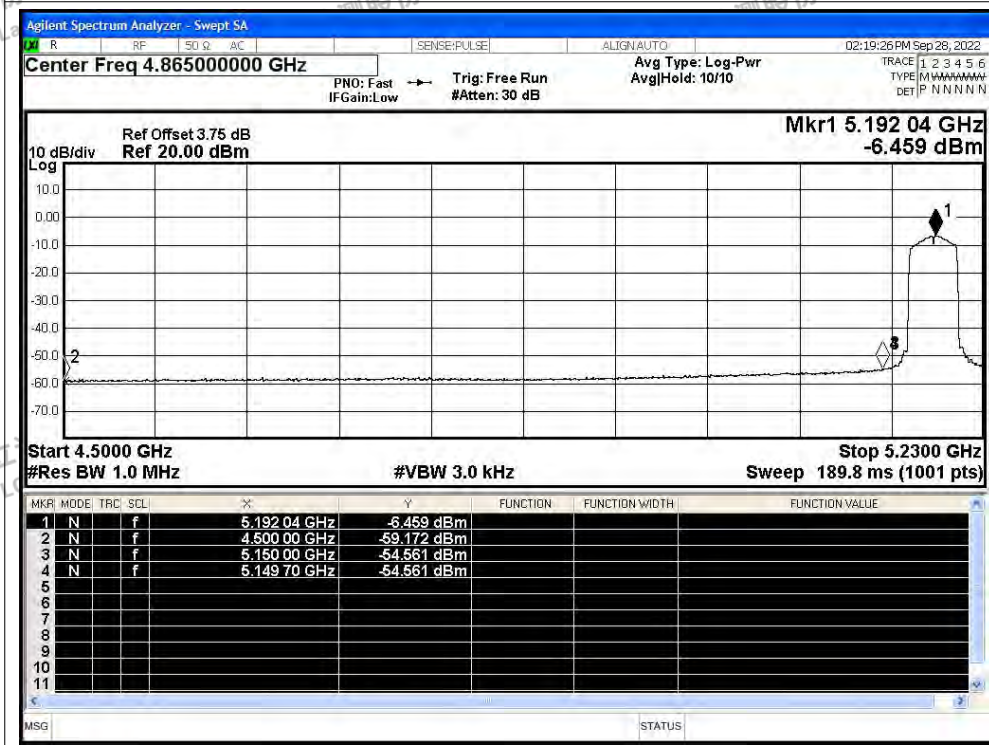 Agilent Spectrum Analyzer - Swept SA
R RF 50 Ω AC SENSE:PULSE ALIGN AUTO 02:19:26 PM Sep 28, 2022
Center Freq 4.865000000 GHz
PNO: Fast
IFGain:Low
Trig: Free Run
#Atten: 30 dB
Avg Type: Log-Pwr
Avg|Hold: 10/10
TRACE 1 2 3 4 5 6
TYPE M
DET P N N N N N
Mkr1 5.192 04 GHz
-6.459 dBm
Ref Offset 3.75 dB
10 dB/div Ref 20.00 dBm
Log
10.0
0.00
-10.0
-20.0
-30.0
-40.0
-50.0
-60.0
-70.0
1
2
3
Start 4.5000 GHz Stop 5.2300 GHz
#Res BW 1.0 MHz #VBW 3.0 kHz Sweep 189.8 ms (1001 pts)
MKR MODE TRC SCL X Y FUNCTION FUNCTION WIDTH FUNCTION VALUE
1 N f 5.192 04 GHz -6.459 dBm
2 N f 4.500 00 GHz -59.172 dBm
3 N f 5.150 00 GHz -54.561 dBm
4 N f 5.149 70 GHz -54.561 dBm
5
6
7
8
9
10
11
MSG STATUS